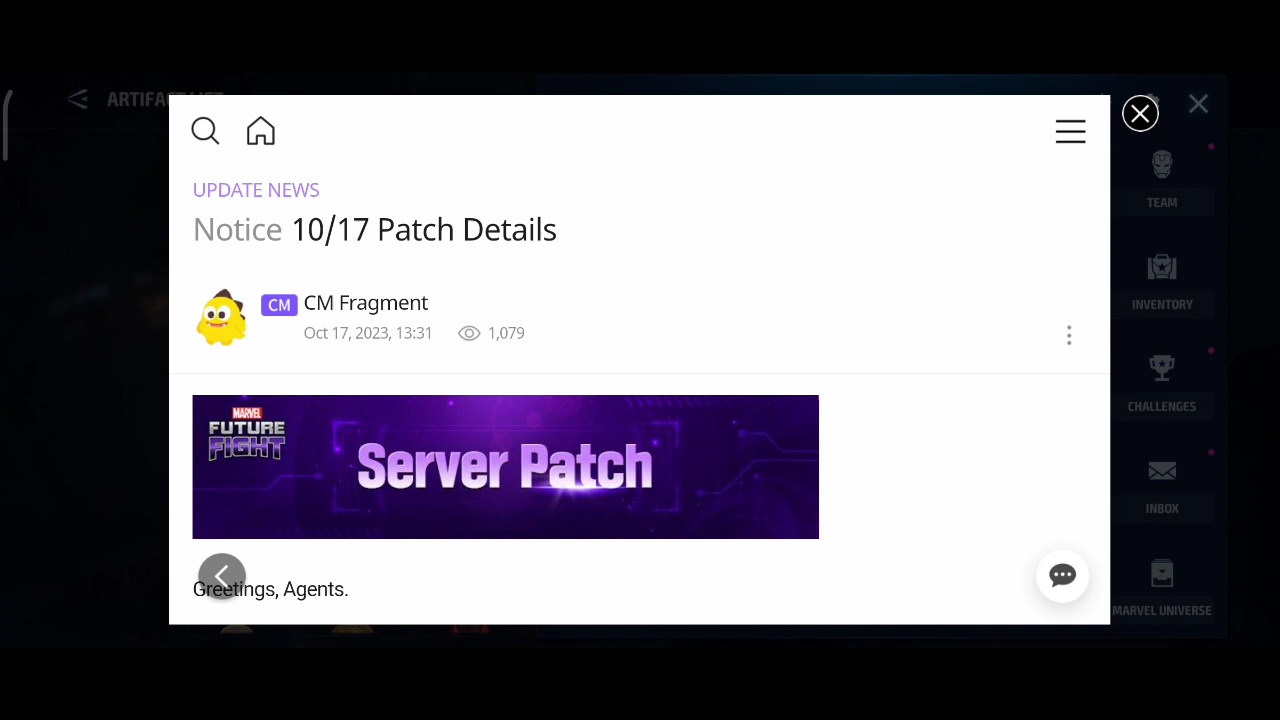 ARTIFA
UPDATE NEWS
Notice 10/17 Patch Details
CM CM Fragment
Oct 17, 2023, 13:31 1,079
MARVEL
FUTURE
FIGHT
Server Patch
Greetings, Agents.
TEAM
INVENTORY
CHALLENGES
INBOX
MARVEL UNIVERSE